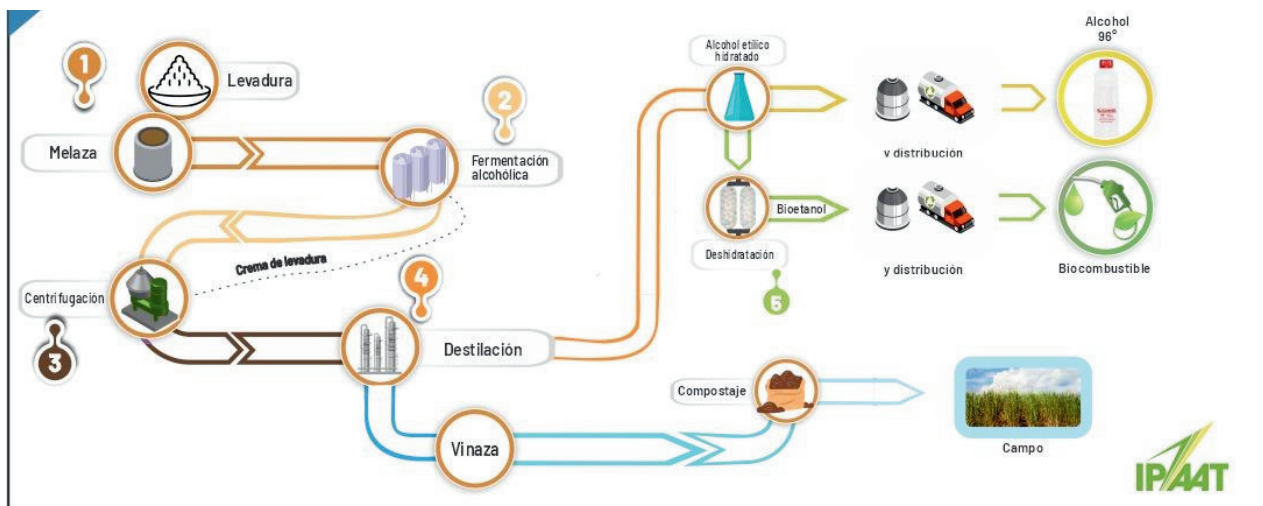 1
Levadura
Melaza
2
Fermentación
alcohólica
Crema de levadura
Centrifugación
3
4
Destilación
Vinaza
Alcohol etílico
hidratado
v distribución
Alcohol
96°
ALCOHOL
Bioetanol
Deshidratación
5
y distribución
Biocombustible
Compostaje
Campo
IPAAT